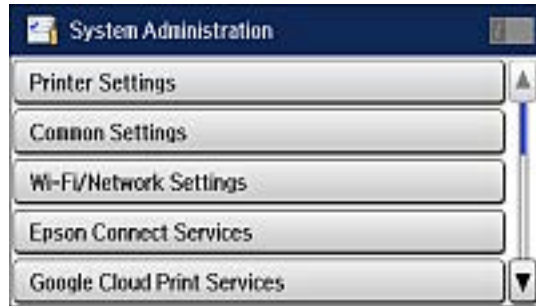 System Administration
Printer Settings
Common Settings
Wi-Fi/Network Settings
Epson Connect Services
Google Cloud Print Services